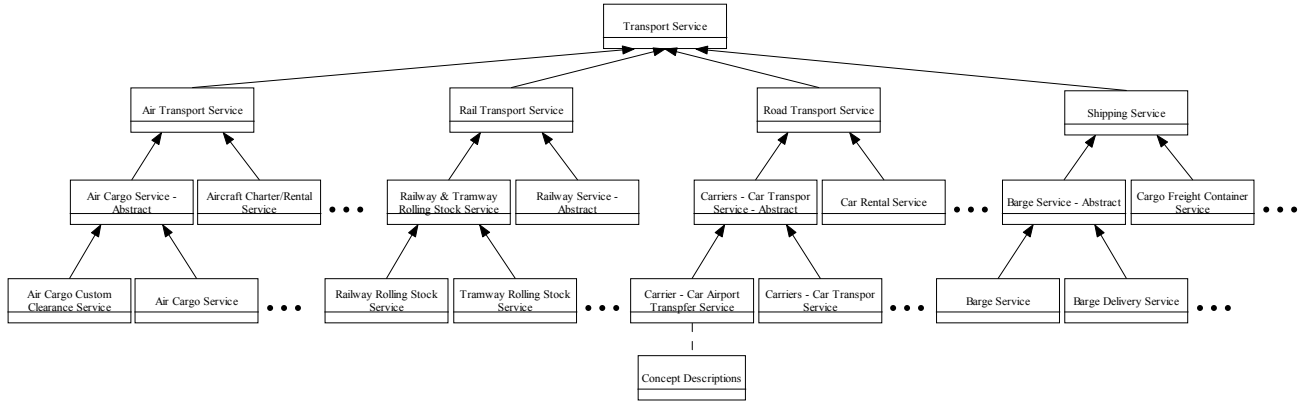 Transport Service
Air Transport Service
Rail Transport Service
Road Transport Service
Shipping Service
Air Cargo Service -
Abstract
Aircraft Charter/Rental
Service
Railway & Tramway
Rolling Stock Service
Railway Service -
Abstract
Carriers - Car Transpor
Service - Abstract
Car Rental Service
Barge Service - Abstract
Cargo Freight Container
Service
Air Cargo Custom
Clearance Service
Air Cargo Service
Railway Rolling Stock
Service
Tramway Rolling Stock
Service
Carrier - Car Airport
Transpfer Service
Carriers - Car Transpor
Service
Barge Service
Barge Delivery Service
Concept Descriptions